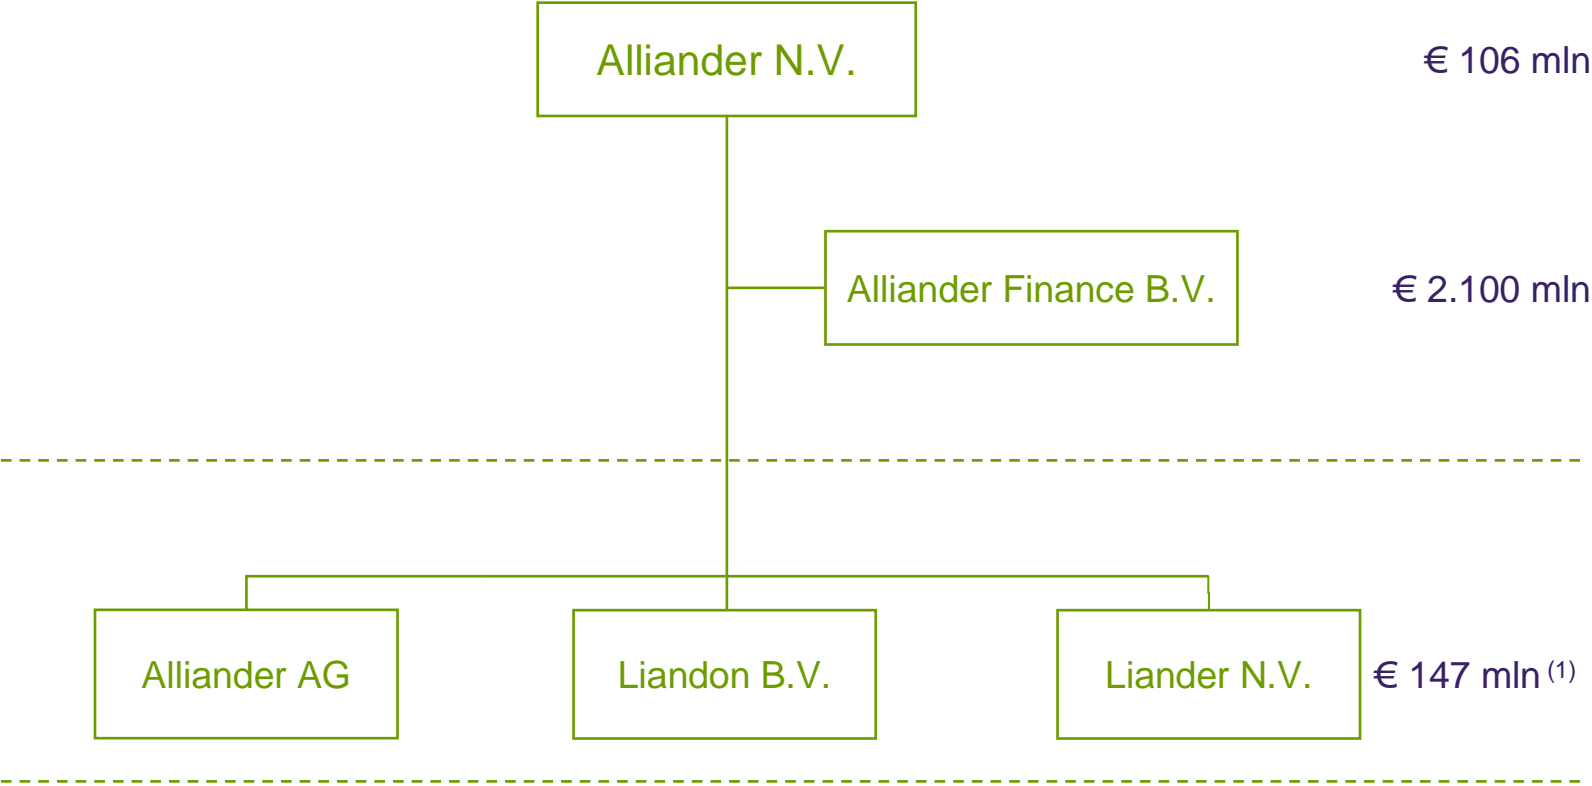 Alliander N.V.
€ 106 mln
Alliander Finance B.V.
€ 2.100 mln
Alliander AG
Liandon B.V.
Liander N.V.
€ 147 mln (1)